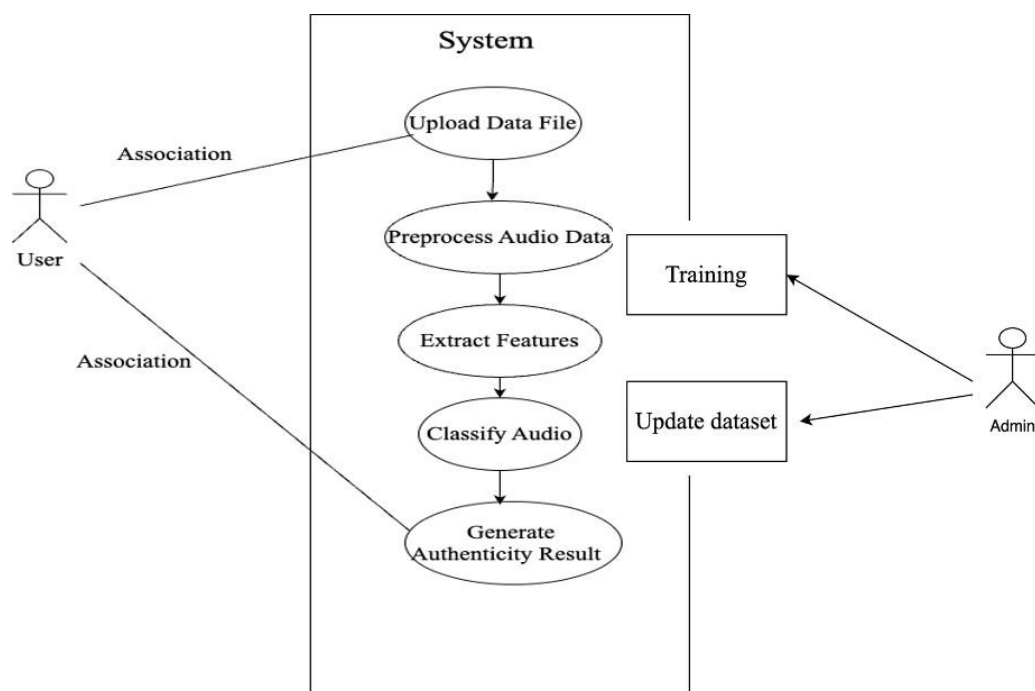 System
Upload Data File
Association
Preprocess Audio Data
User
Training
Extract Features
Association
Admin
Update dataset
Classify Audio
Generate
Authenticity Result